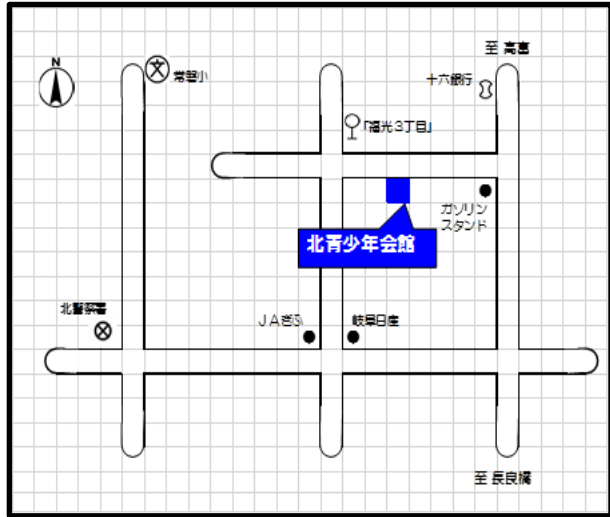 至 高富
N
常磐小
十六銀行
「福光３丁目」
ガソリン
スタンド
北青少年会館
北警察署
ＪＡぎふ
岐阜日産
至 長良橋